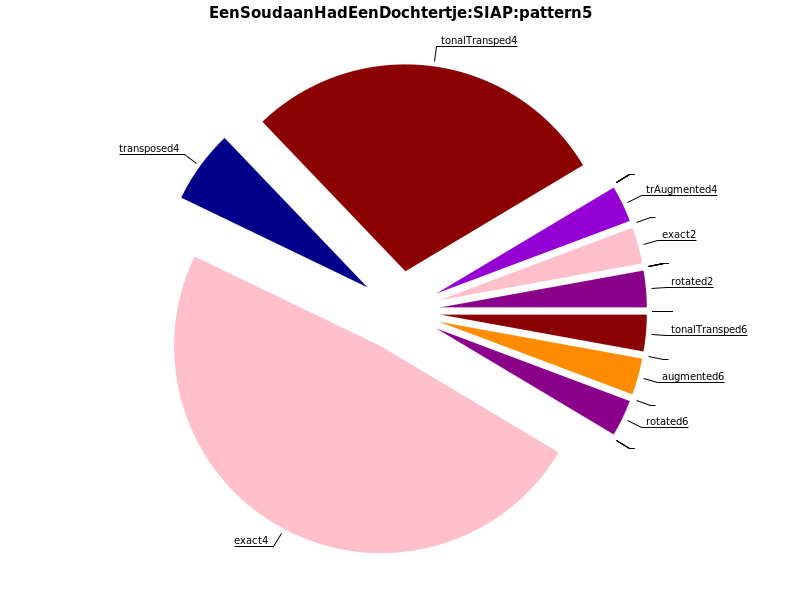 EenSoudaanHadEenDochtertje:SIAP:pattern5
tonalTransped4
transposed4
trAugmented4
exact2
rotated2
tonalTransped6
augmented6
rotated6
exact4